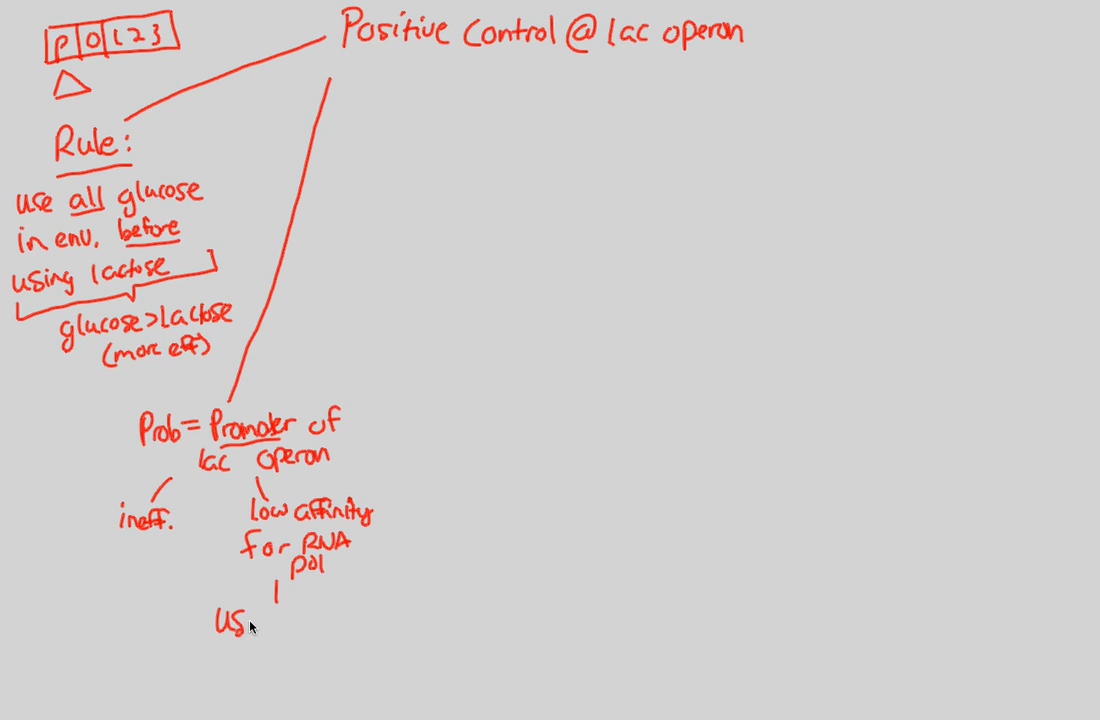 Positive Control @ lac operon
P O 1 2 3
Rule:
use all glucose
in env. before
using lactose
glucose>lactose
(more eff)
Prob = Promoter of
lac operon
ineff.
Low affinity
for RNA
pol
US